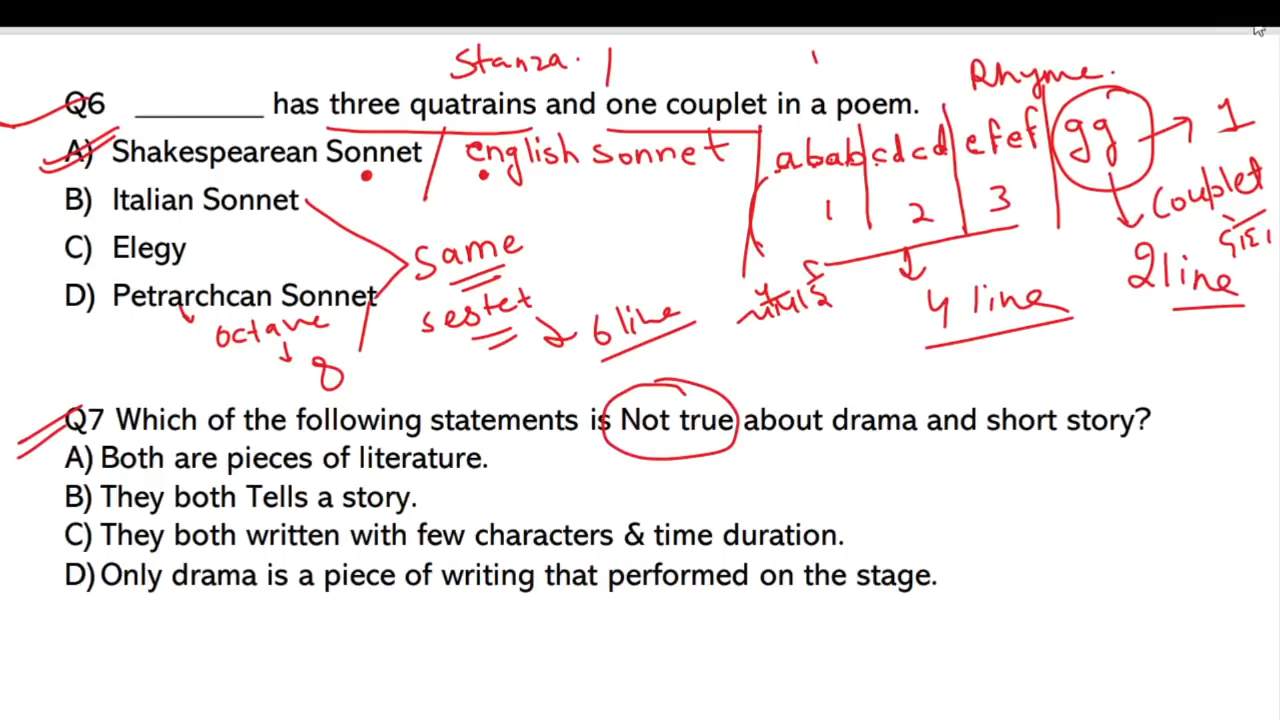 Stanza.
Rhyme.
Q6 ________ has three quatrains and one couplet in a poem.
A) Shakespearean Sonnet
english sonnet
ababcdcd efef gg
1
B) Italian Sonnet
1 2 3
Couplet
C) Elegy
same
2 line
D) Petrarchcan Sonnet
sestet
6 line
4 line
octave
8
Q7 Which of the following statements is Not true about drama and short story?
A) Both are pieces of literature.
B) They both Tells a story.
C) They both written with few characters & time duration.
D) Only drama is a piece of writing that performed on the stage.